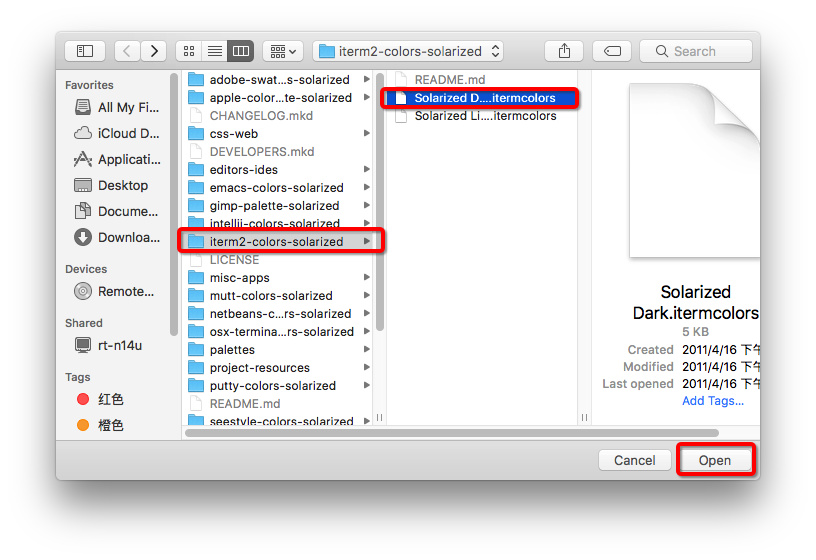 iterm2-colors-solarized
Search
Favorites
All My Fi...
iCloud D...
Applicati...
Desktop
Docume...
Downloa...
Devices
Remote...
Shared
rt-n14u
Tags
红色
橙色
adobe-swat...s-solarized
apple-color...te-solarized
CHANGELOG.mkd
css-web
DEVELOPERS.mkd
editors-ides
emacs-colors-solarized
gimp-palette-solarized
intellij-colors-solarized
iterm2-colors-solarized
LICENSE
misc-apps
mutt-colors-solarized
netbeans-c...rs-solarized
osx-termina...rs-solarized
palettes
project-resources
putty-colors-solarized
README.md
seestyle-colors-solarized
README.md
Solarized D....itermcolors
Solarized Li....itermcolors
Solarized
Dark.itermcolors
5 KB
Created 2011/4/16 下午
Modified 2011/4/16 下午
Last opened 2011/4/16 下午
Add Tags...
Cancel
Open